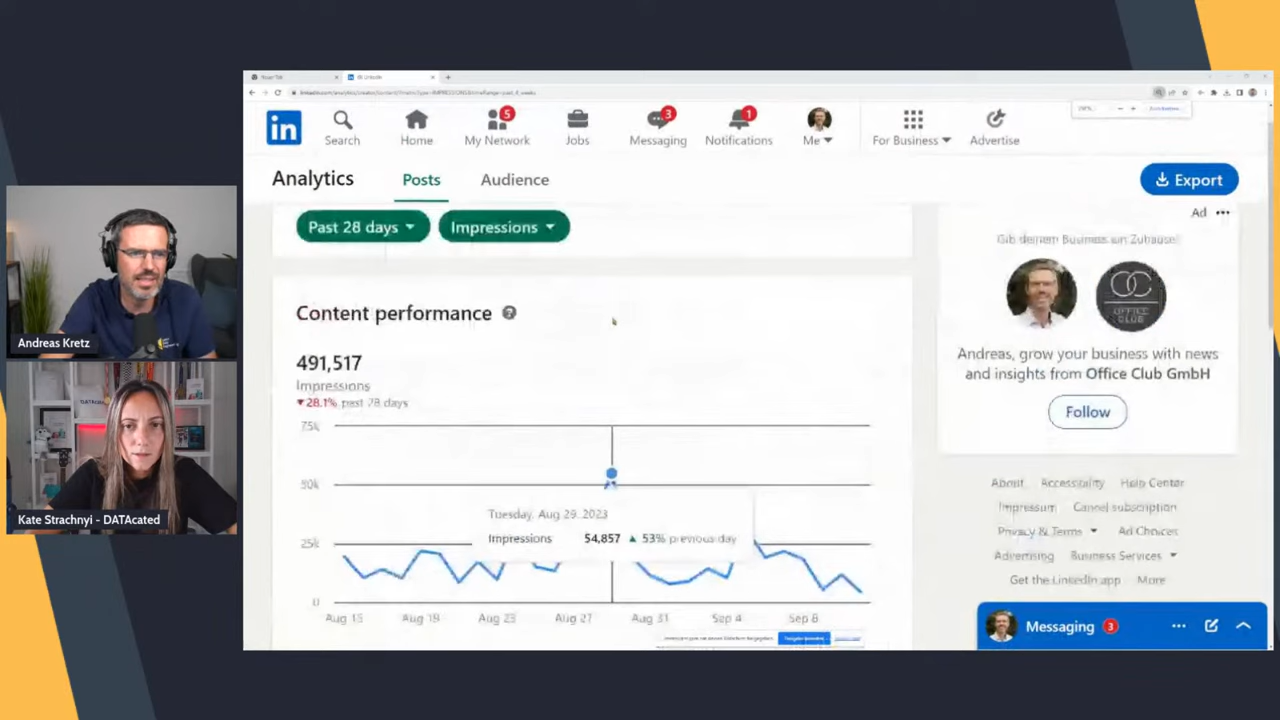 LinkedIn
in
Search
Home
5
My Network
Jobs
3
Messaging
1
Notifications
Me
For Business
Advertise
Analytics
Posts
Audience
Export
Past 28 days
Impressions
Ad
Gib deinem Business ein Zuhause!
OC
OFFICE
CLUB
Andreas, grow your business with news
and insights from Office Club GmbH
Follow
Content performance
491,517
Impressions
28.1% past 28 days
75k
50k
25k
0
Tuesday, Aug 29, 2023
Impressions 54,857 53% previous day
Aug 15 Aug 19 Aug 23 Aug 27 Aug 31 Sep 4 Sep 8
About Accessibility Help Center
Impressum Cancel subscription
Privacy & Terms Ad Choices
Advertising Business Services
Get the LinkedIn app More
Messaging 3
Andreas Kretz
DATAcated
Kate Strachnyi - DATAcated